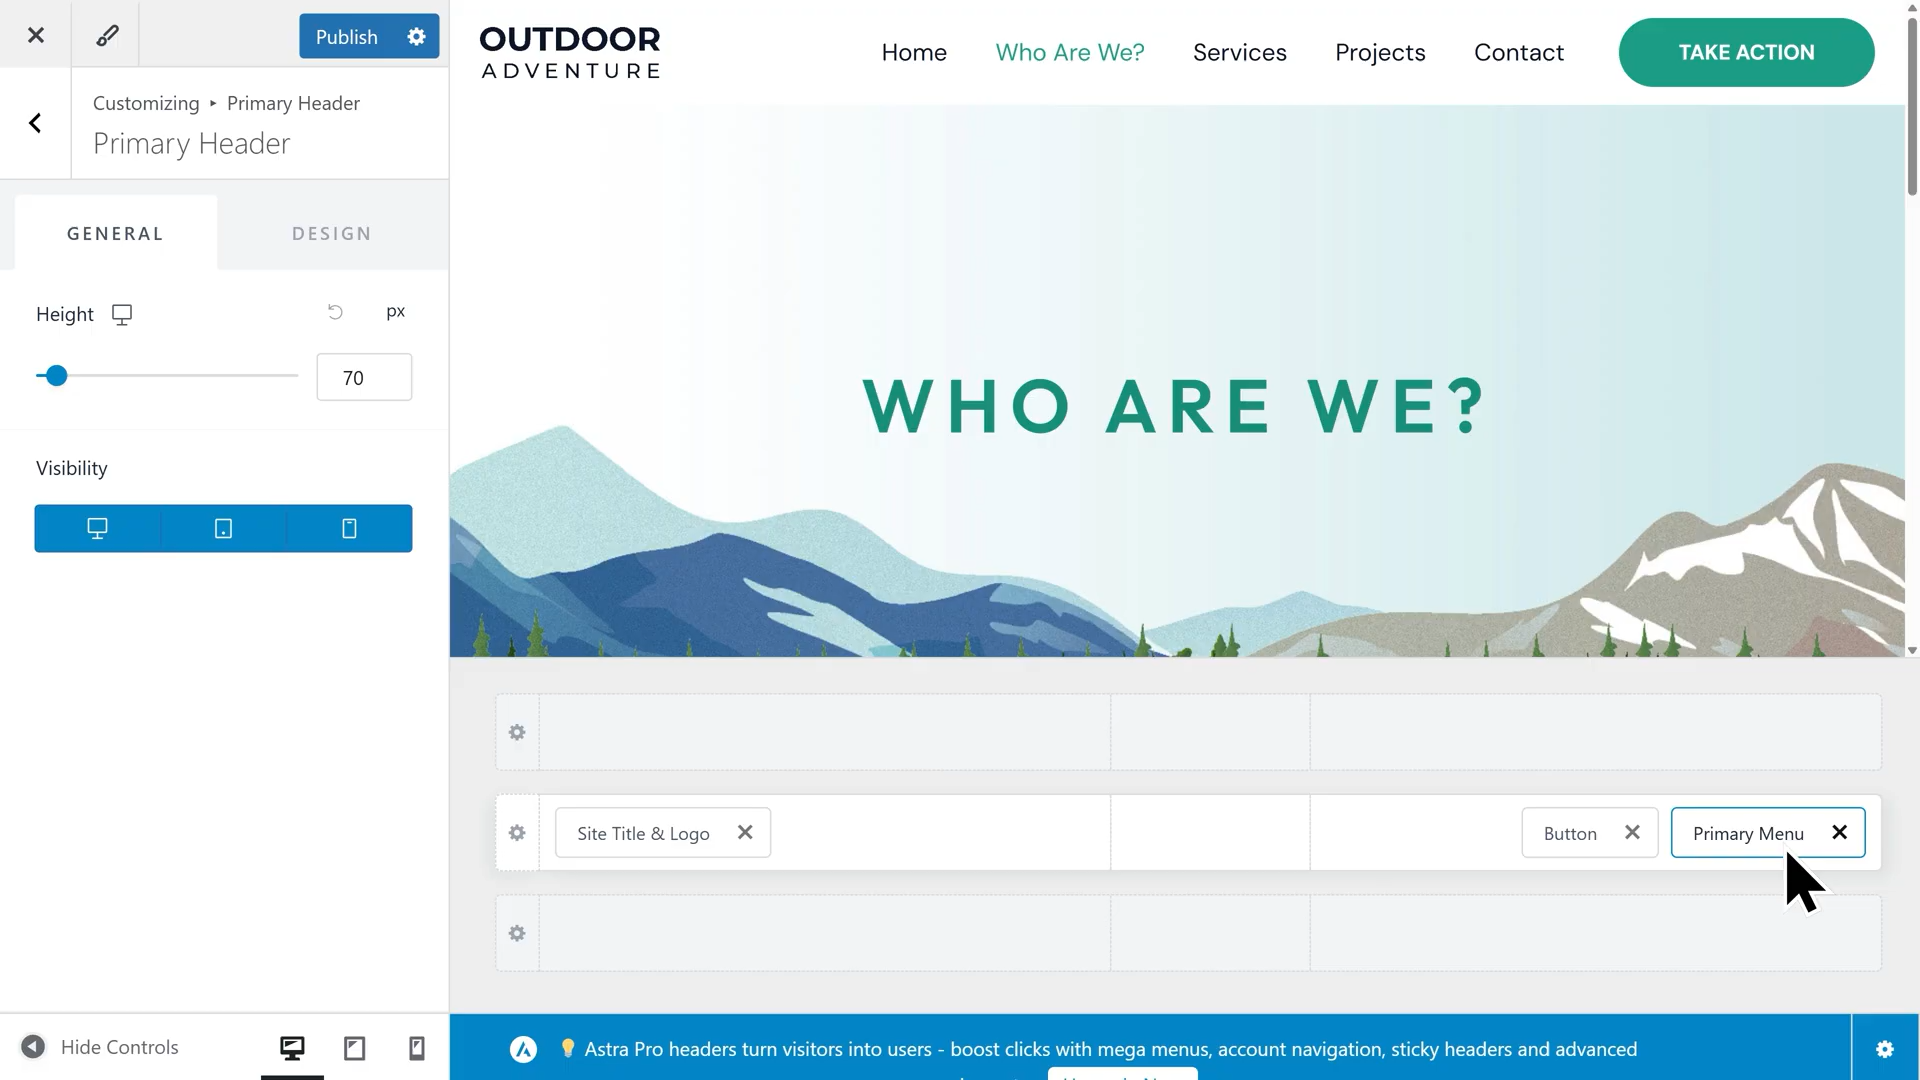 Publish
Customizing ▸ Primary Header
Primary Header
GENERAL
DESIGN
Height
px
70
Visibility
Hide Controls
OUTDOOR
ADVENTURE
Home
Who Are We?
Services
Projects
Contact
TAKE ACTION
WHO ARE WE?
Site Title & Logo
Button
Primary Menu
Astra Pro headers turn visitors into users - boost clicks with mega menus, account navigation, sticky headers and advanced